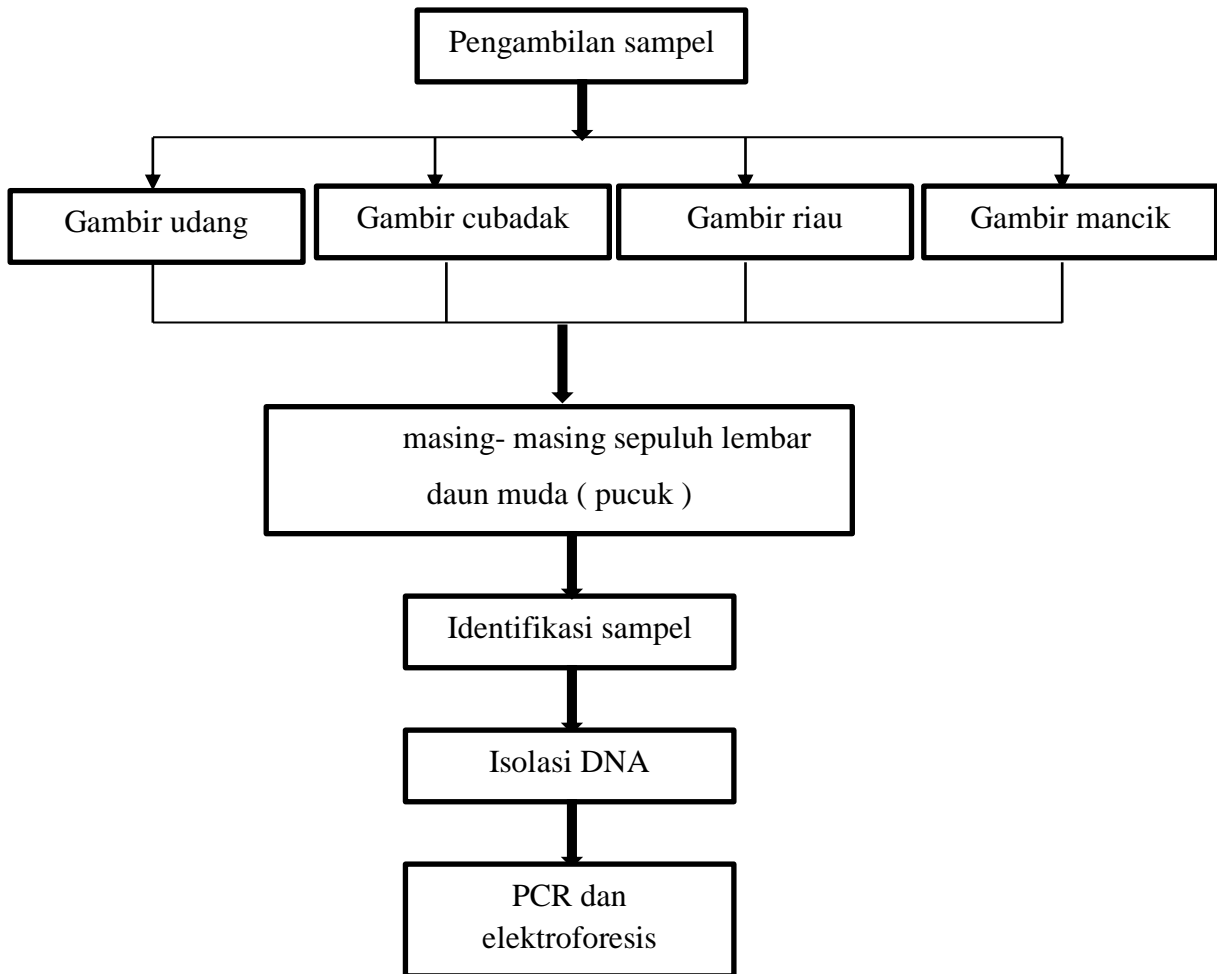 Pengambilan sampel
Gambir udang
Gambir cubadak
Gambir riau
Gambir mancik
masing- masing sepuluh lembar
daun muda ( pucuk )
Identifikasi sampel
Isolasi DNA
PCR dan
elektroforesis